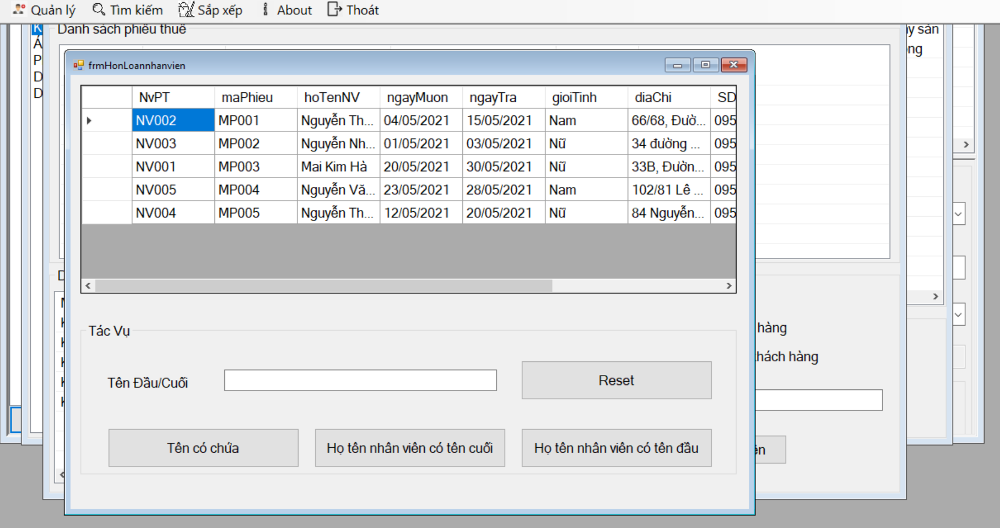 Quản lý Tìm kiếm Sắp xếp About Thoát
Danh sách phiếu thuê
frmHonLoannhanvien
NvPT maPhieu hoTenNV ngayMuon ngayTra gioiTinh diaChi SD
NV002 MP001 Nguyễn Th... 04/05/2021 15/05/2021 Nam 66/68, Đườ... 095
NV003 MP002 Nguyễn Nh... 01/05/2021 03/05/2021 Nữ 34 đường ... 095
NV001 MP003 Mai Kim Hà 20/05/2021 30/05/2021 Nữ 33B, Đườn... 095
NV005 MP004 Nguyễn Vă... 23/05/2021 28/05/2021 Nam 102/81 Lê ... 095
NV004 MP005 Nguyễn Th... 12/05/2021 20/05/2021 Nữ 84 Nguyễn... 095
Tác Vụ
Tên Đầu/Cuối
Reset
Tên có chứa
Họ tên nhân viên có tên cuối
Họ tên nhân viên có tên đầu
K
Á
P
D
D
sản
hàng
hàng